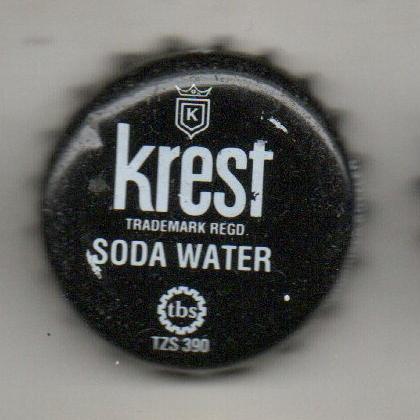 K
krest
TRADEMARK REGD
SODA WATER
tbs
TZS 390